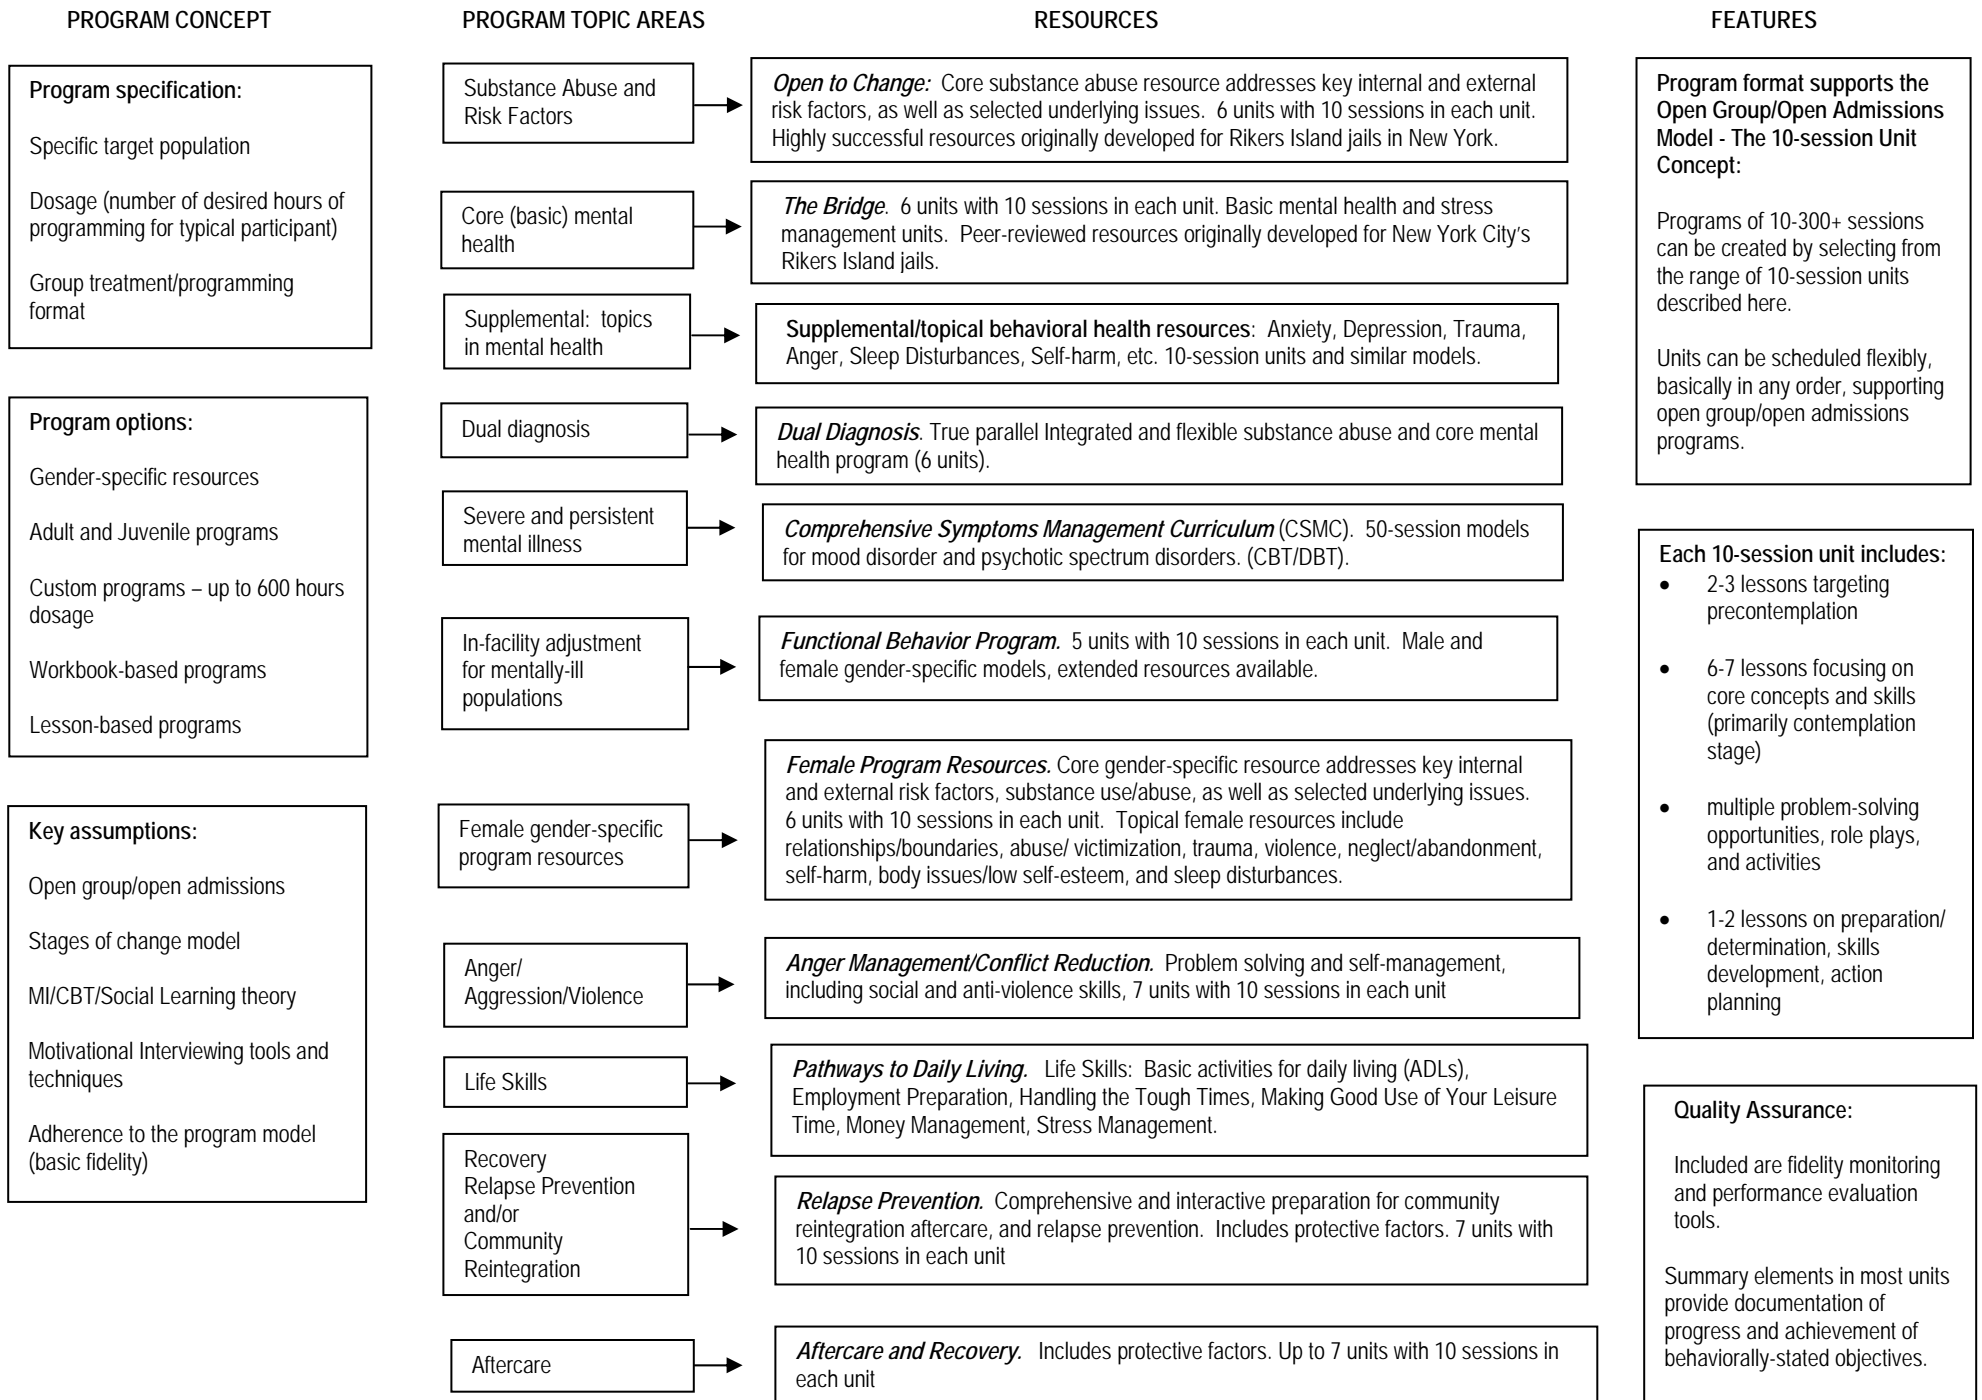 PROGRAM CONCEPT
Program specification:
Specific target population
Dosage (number of desired hours of
programming for typical participant)
Group treatment/programming
format
Program options:
Gender-specific resources
Adult and Juvenile programs
Custom programs – up to 600 hours
dosage
Workbook-based programs
Lesson-based programs
Key assumptions:
Open group/open admissions
Stages of change model
MI/CBT/Social Learning theory
Motivational Interviewing tools and
techniques
Adherence to the program model
(basic fidelity)
PROGRAM TOPIC AREAS
RESOURCES
Substance Abuse and
Risk Factors
Open to Change: Core substance abuse resource addresses key internal and external
risk factors, as well as selected underlying issues. 6 units with 10 sessions in each unit.
Highly successful resources originally developed for Rikers Island jails in New York.
Core (basic) mental
health
The Bridge. 6 units with 10 sessions in each unit. Basic mental health and stress
management units. Peer-reviewed resources originally developed for New York City's
Rikers Island jails.
Supplemental: topics
in mental health
Supplemental/topical behavioral health resources: Anxiety, Depression, Trauma,
Anger, Sleep Disturbances, Self-harm, etc. 10-session units and similar models.
Dual diagnosis
Dual Diagnosis. True parallel Integrated and flexible substance abuse and core mental
health program (6 units).
Severe and persistent
mental illness
Comprehensive Symptoms Management Curriculum (CSMC). 50-session models
for mood disorder and psychotic spectrum disorders. (CBT/DBT).
In-facility adjustment
for mentally-ill
populations
Functional Behavior Program. 5 units with 10 sessions in each unit. Male and
female gender-specific models, extended resources available.
Female gender-specific
program resources
Female Program Resources. Core gender-specific resource addresses key internal
and external risk factors, substance use/abuse, as well as selected underlying issues.
6 units with 10 sessions in each unit. Topical female resources include
relationships/boundaries, abuse/ victimization, trauma, violence, neglect/abandonment,
self-harm, body issues/low self-esteem, and sleep disturbances.
Anger/
Aggression/Violence
Anger Management/Conflict Reduction. Problem solving and self-management,
including social and anti-violence skills, 7 units with 10 sessions in each unit
Life Skills
Pathways to Daily Living. Life Skills: Basic activities for daily living (ADLs),
Employment Preparation, Handling the Tough Times, Making Good Use of Your Leisure
Time, Money Management, Stress Management.
Recovery
Relapse Prevention
and/or
Community
Reintegration
Relapse Prevention. Comprehensive and interactive preparation for community
reintegration aftercare, and relapse prevention. Includes protective factors. 7 units with
10 sessions in each unit
Aftercare
Aftercare and Recovery. Includes protective factors. Up to 7 units with 10 sessions in
each unit
FEATURES
Program format supports the
Open Group/Open Admissions
Model - The 10-session Unit
Concept:
Programs of 10-300+ sessions
can be created by selecting from
the range of 10-session units
described here.
Units can be scheduled flexibly,
basically in any order, supporting
open group/open admissions
programs.
Each 10-session unit includes:
• 2-3 lessons targeting
precontemplation
• 6-7 lessons focusing on
core concepts and skills
(primarily contemplation
stage)
• multiple problem-solving
opportunities, role plays,
and activities
• 1-2 lessons on preparation/
determination, skills
development, action
planning
Quality Assurance:
Included are fidelity monitoring
and performance evaluation
tools.
Summary elements in most units
provide documentation of
progress and achievement of
behaviorally-stated objectives.